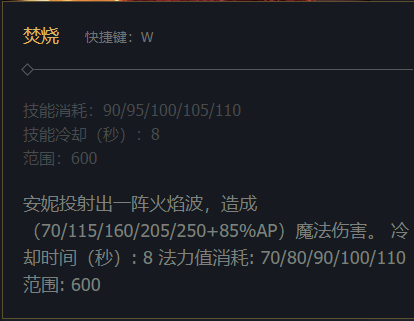 焚烧 快捷键：W
技能消耗：90/95/100/105/110
技能冷却（秒）：8
范围：600
安妮投射出一阵火焰波，造成
（70/115/160/205/250+85%AP）魔法伤害。 冷
却时间（秒）: 8 法力值消耗: 70/80/90/100/110
范围: 600